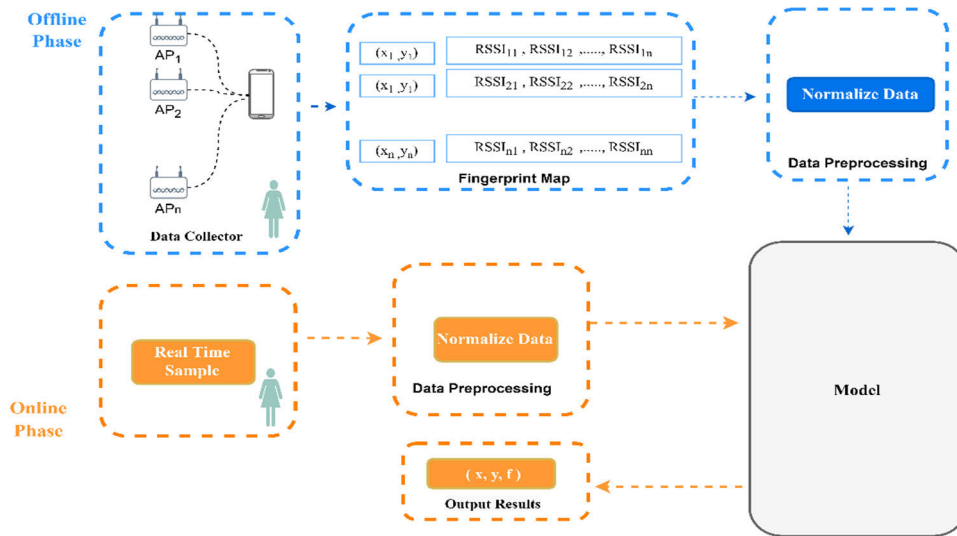 Offline
Phase
AP₁
AP₂
APn
Data Collector
(x₁ ,y₁) RSSI₁₁ , RSSI₁₂ ,....., RSSI₁ₙ
(x₁ ,y₁) RSSI₂₁ , RSSI₂₂ ,....., RSSI₂ₙ
(xₙ ,yₙ) RSSIₙ₁ , RSSIₙ₂ ,....., RSSIₙₙ
Fingerprint Map
Normalize Data
Data Preprocessing
Online
Phase
Real Time
Sample
Normalize Data
Data Preprocessing
Model
( x, y, f )
Output Results